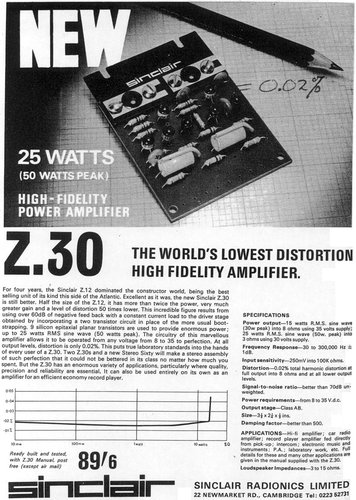 NEW
sinclair
= 0.02%
25 WATTS
(50 WATTS PEAK)
HIGH-FIDELITY
POWER AMPLIFIER
Z.30
THE WORLD'S LOWEST DISTORTION
HIGH FIDELITY AMPLIFIER.
For four years, the Sinclair Z.12 dominated the constructor world, being the best
selling unit of its kind this side of the Atlantic. Excellent as it was, the new Sinclair Z.30
is still better. Half the size of the Z.12, it has more than twice the power, very much
greater gain and a level of distortion 50 times lower. This incredible figure results from
using over 60dB of negative feed back with a constant current load to the driver stage
obtained by incorporating a two transistor circuit in place of the more usual boot-
strapping. 9 silicon epitaxial planar transistors are used to provide enormous power;
up to 25 watts RMS sine wave (50 watts peak). The circuitry of this manufacturer's
amplifier allows it to be operated from any voltage from 8 to 35 to perfection. At all
output levels, distortion is only 0.02%. This puts true laboratory standards into the hands
of every user of a Z.30. Two Z.30s and a new Stereo Sixty will make a stereo assembly
of such perfection that it could not be bettered in its class no matter how much you
spent. But the Z.30 has an enormous variety of applications, particularly where quality,
precision and reliability are essential. It can also be used entirely on its own as an
amplifier for an efficient economy record player.
SPECIFICATIONS
Power output—15 watts R.M.S. sine wave
(30w peak) into 8 ohms using 35 volts supply;
25 watts R.M.S. sine wave (50w. peak) into
3 ohms using 30 volts supply.
Frequency Response—30 to 300,000 Hz ±
1dB.
Input sensitivity—250mV into 100K ohms.
Distortion—0.02% total harmonic distortion at
full output into 8 ohms and at all lower output
levels.
Signal-to-noise ratio—better than 70dB un-
weighted.
Power requirements—from 8 to 35 V.d.c.
Output stage—Class AB.
Size—3½ x 2¼ x ½ ins.
Damping factor—better than 500.
APPLICATIONS—Hi-fi amplifier; car radio
amplifier; record player amplifier fed directly
from pick-up; intercom; electronic music and
instruments; P.A.; laboratory work, etc. Full
details for these and many other applications are
given in the manual supplied with the Z.30.
Loudspeaker Impedances—3 to 15 ohms.
10mw
100mw
1watt
10watts
50
Ready built and tested,
with Z.30 Manual, post
free (except air mail)
89/6
sinclair
SINCLAIR RADIONICS LIMITED
22 NEWMARKET RD, CAMBRIDGE Tel: 0223 52731